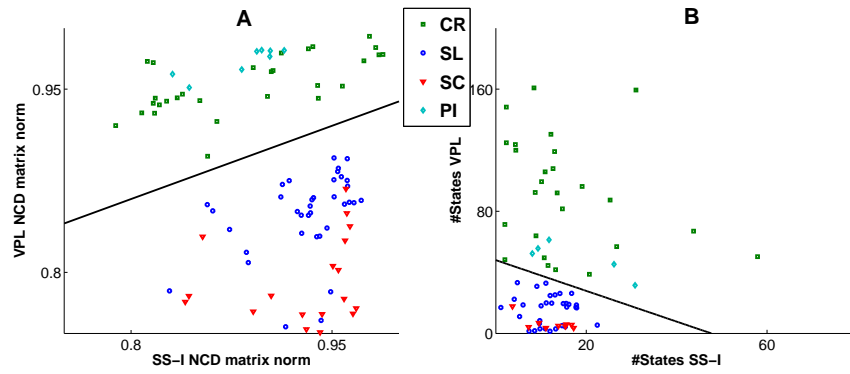 A
B
CR
SL
SC
PI
VPL NCD matrix norm
0.95
0.8
0.8
0.95
SS-I NCD matrix norm
#States VPL
160
80
0
20
60
#States SS-I